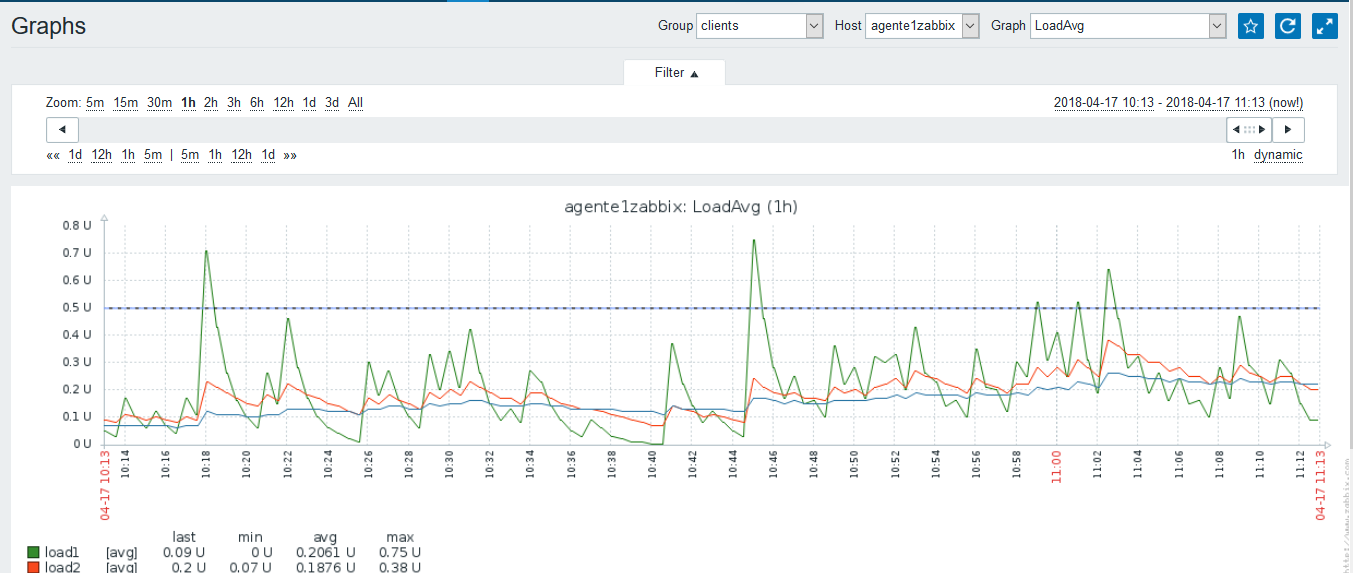 Graphs Group clients Host agente1zabbix Graph LoadAvg
Filter ▲
Zoom: 5m 15m 30m 1h 2h 3h 6h 12h 1d 3d All 2018-04-17 10:13 - 2018-04-17 11:13 (now!)
«« 1d 12h 1h 5m | 5m 1h 12h 1d »» 1h dynamic
agente1zabbix: LoadAvg (1h)
0.8 U
0.7 U
0.6 U
0.5 U
0.4 U
0.3 U
0.2 U
0.1 U
0 U
04-17 10:13 10:14 10:16 10:18 10:20 10:22 10:24 10:26 10:28 10:30 10:32 10:34 10:36 10:38 10:40 10:42 10:44 10:46 10:48 10:50 10:52 10:54 10:56 10:58 11:00 11:02 11:04 11:06 11:08 11:10 11:12 04-17 11:13
http://www.zabbix.com
last min avg max
load1 [avg] 0.09 U 0 U 0.2061 U 0.75 U
load2 [avg] 0.2 U 0.07 U 0.1876 U 0.38 U